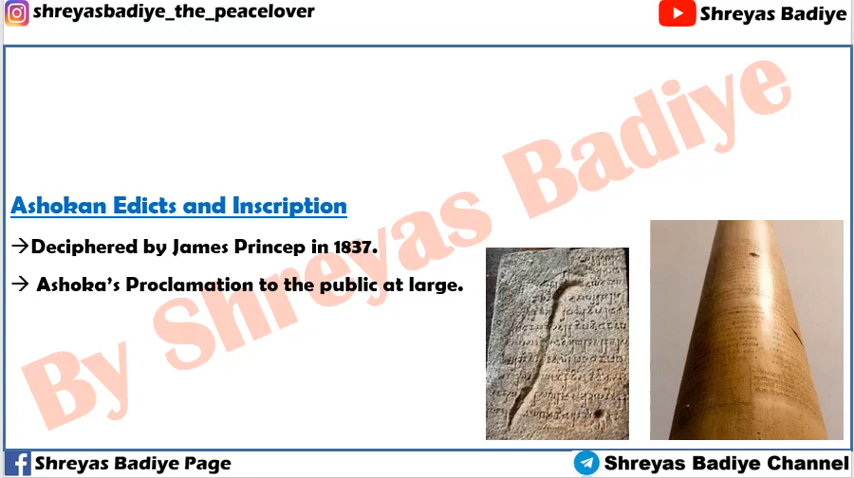 shreyasbadiye_the_peacelover
Shreyas Badiye
By Shreyas Badiye
Ashokan Edicts and Inscription
→Deciphered by James Princep in 1837.
→ Ashoka's Proclamation to the public at large.
Shreyas Badiye Page
Shreyas Badiye Channel